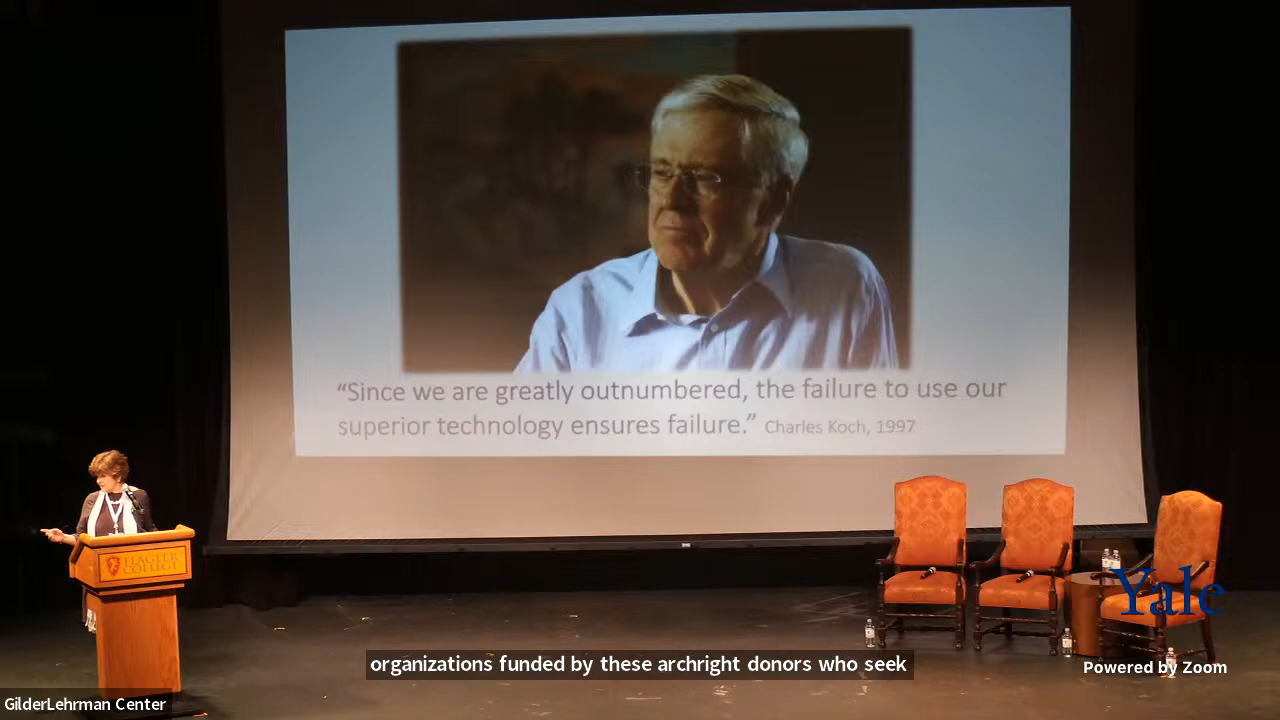 “Since we are greatly outnumbered, the failure to use our
superior technology ensures failure.” Charles Koch, 1997
FLAGLER
COLLEGE
Yale
organizations funded by these archright donors who seek
Powered by Zoom
GilderLehrman Center